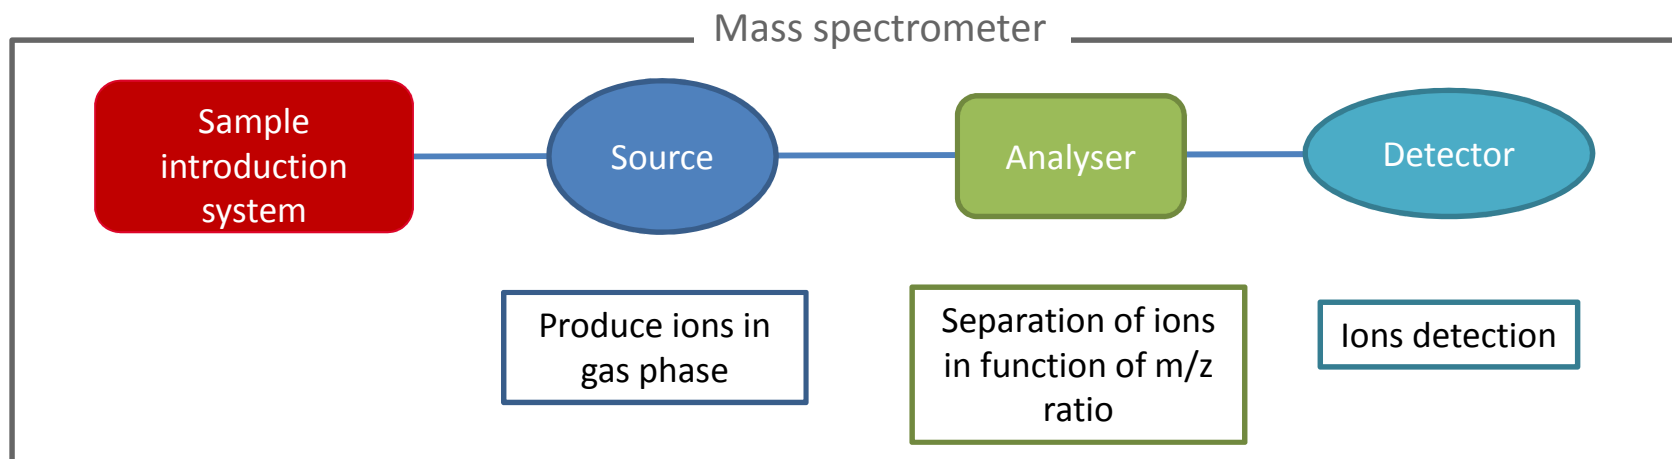 Mass spectrometer
Sample
introduction
system
Source
Analyser
Detector
Produce ions in
gas phase
Separation of ions
in function of m/z
ratio
Ions detection